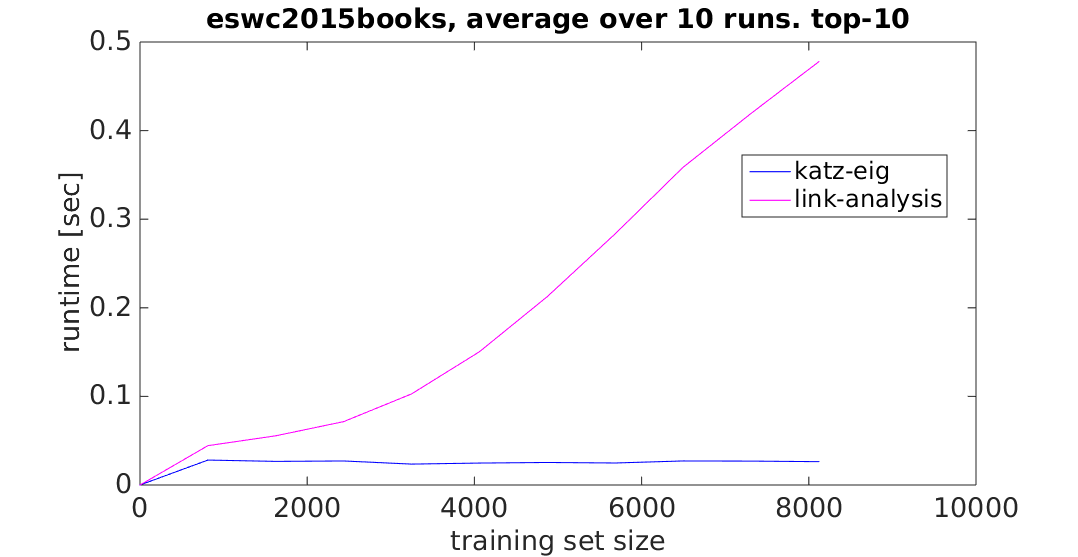 eswc2015books, average over 10 runs. top-10
0.5
0.4
0.3
0.2
0.1
0
runtime [sec]
katz-eig
link-analysis
0 2000 4000 6000 8000 10000
training set size